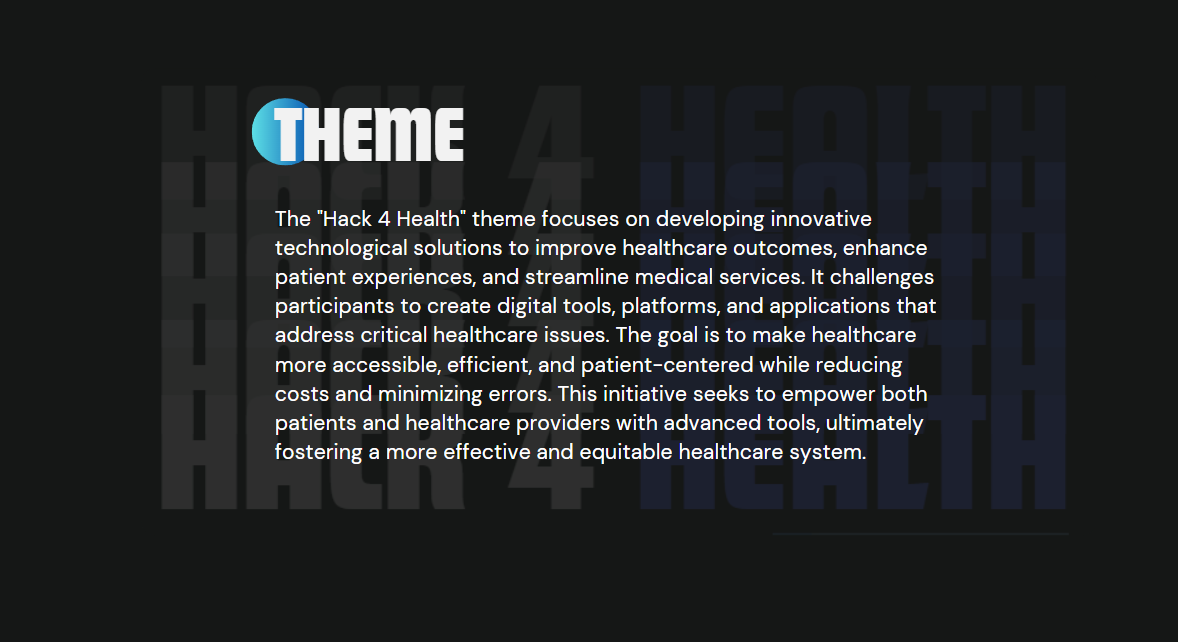 HACK 4 HEALTH
THEME
HACK 4 HEALTH
The "Hack 4 Health" theme focuses on developing innovative
technological solutions to improve healthcare outcomes, enhance
HACK 4 HEALTH
patient experiences, and streamline medical services. It challenges
participants to create digital tools, platforms, and applications that
address critical healthcare issues. The goal is to make healthcare
HACK 4 HEALTH
more accessible, efficient, and patient-centered while reducing
costs and minimizing errors. This initiative seeks to empower both
patients and healthcare providers with advanced tools, ultimately
HACK 4 HEALTH
fostering a more effective and equitable healthcare system.